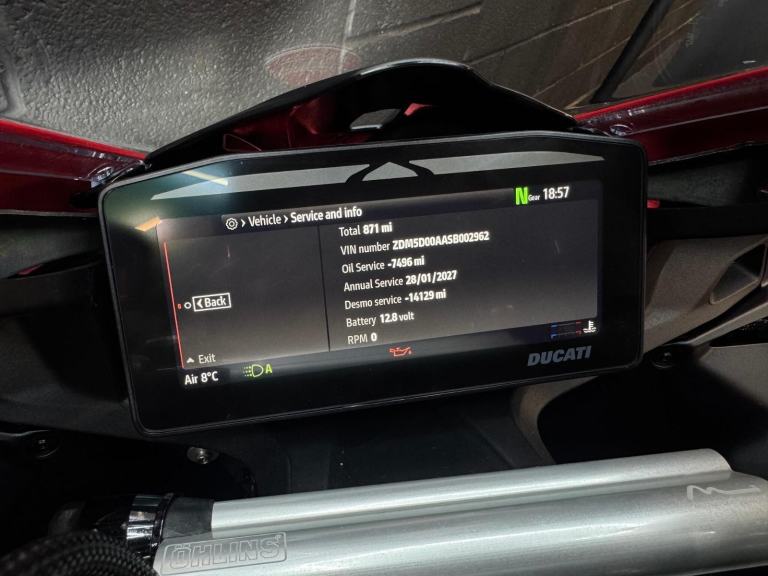 N Gear 18:57
> Vehicle > Service and info
Total 871 mi
VIN number ZDM5D00AASB002962
Oil Service -7496 mi
Annual Service 28/01/2027
Desmo service -14129 mi
Battery 12.8 volt
RPM 0
< Back
Exit
Air 8°C
A
DUCATI
ÖHLINS